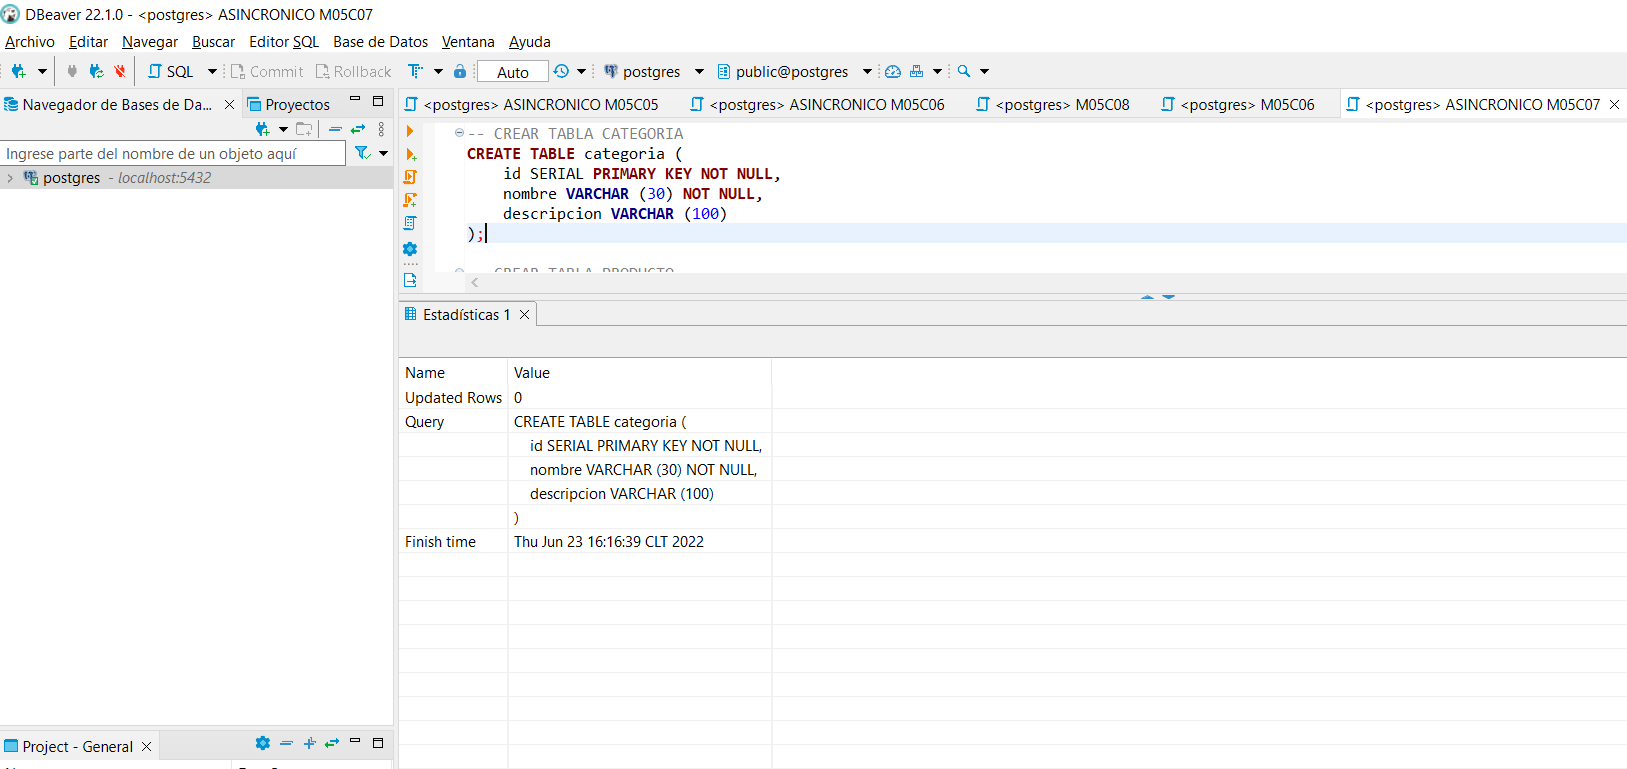 DBeaver 22.1.0 - <postgres> ASINCRONICO M05C07
Archivo Editar Navegar Buscar Editor SQL Base de Datos Ventana Ayuda
SQL Commit Rollback Auto postgres public@postgres
Navegador de Bases de Da... Proyectos
<postgres> ASINCRONICO M05C05 <postgres> ASINCRONICO M05C06 <postgres> M05C08 <postgres> M05C06 <postgres> ASINCRONICO M05C07
Ingrese parte del nombre de un objeto aquí
postgres - localhost:5432
-- CREAR TABLA CATEGORIA
CREATE TABLE categoria (
id SERIAL PRIMARY KEY NOT NULL,
nombre VARCHAR (30) NOT NULL,
descripcion VARCHAR (100)
);
CREAR TABLA PRODUCTO
Estadísticas 1
Name Value
Updated Rows 0
Query CREATE TABLE categoria (
id SERIAL PRIMARY KEY NOT NULL,
nombre VARCHAR (30) NOT NULL,
descripcion VARCHAR (100)
)
Finish time Thu Jun 23 16:16:39 CLT 2022
Project - General